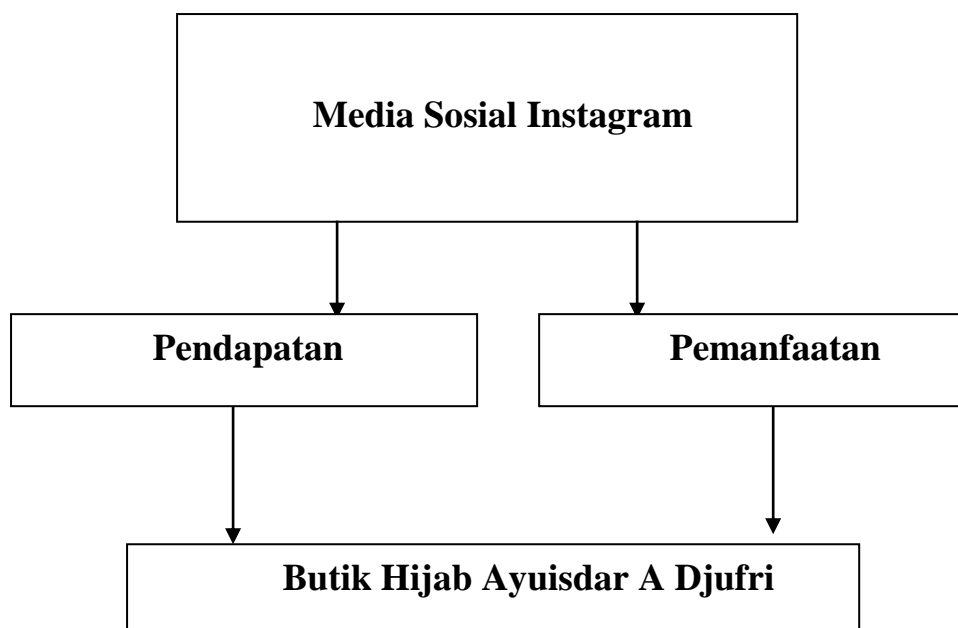 Media Sosial Instagram
Pendapatan
Pemanfaatan
Butik Hijab Ayuisdar A Djufri